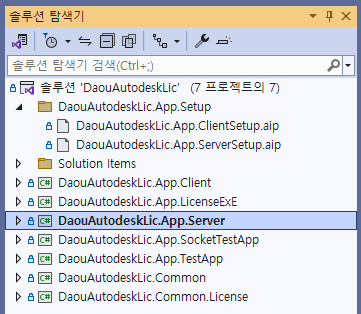 솔루션 탐색기
솔루션 탐색기 검색(Ctrl+;)
솔루션 'DaouAutodeskLic' (7 프로젝트의 7)
DaouAutodeskLic.App.Setup
DaouAutodeskLic.App.ClientSetup.aip
DaouAutodeskLic.App.ServerSetup.aip
Solution Items
C# DaouAutodeskLic.App.Client
C# DaouAutodeskLic.App.LicenseExE
C# DaouAutodeskLic.App.Server
C# DaouAutodeskLic.App.SocketTestApp
C# DaouAutodeskLic.App.TestApp
C# DaouAutodeskLic.Common
C# DaouAutodeskLic.Common.License